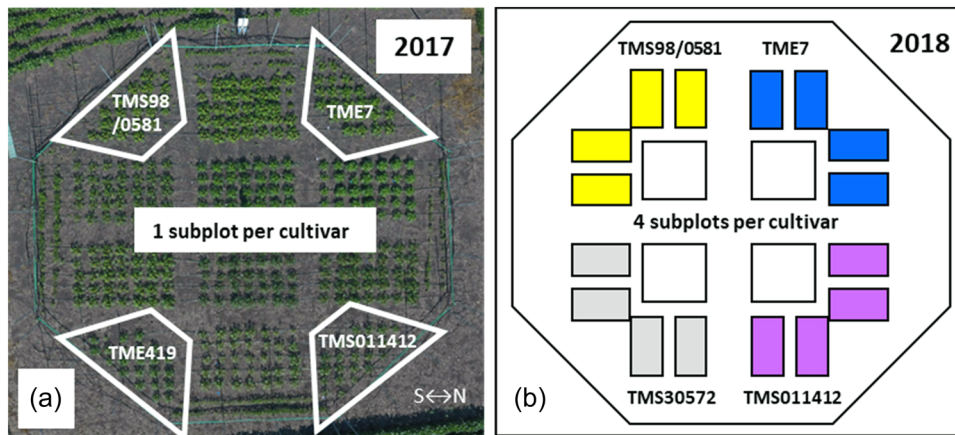 2017
TMS98
/0581
TME7
1 subplot per cultivar
TME419
TMS011412
(a)
S↔N
2018
TMS98/0581
TME7
4 subplots per cultivar
TMS30572
TMS011412
(b)